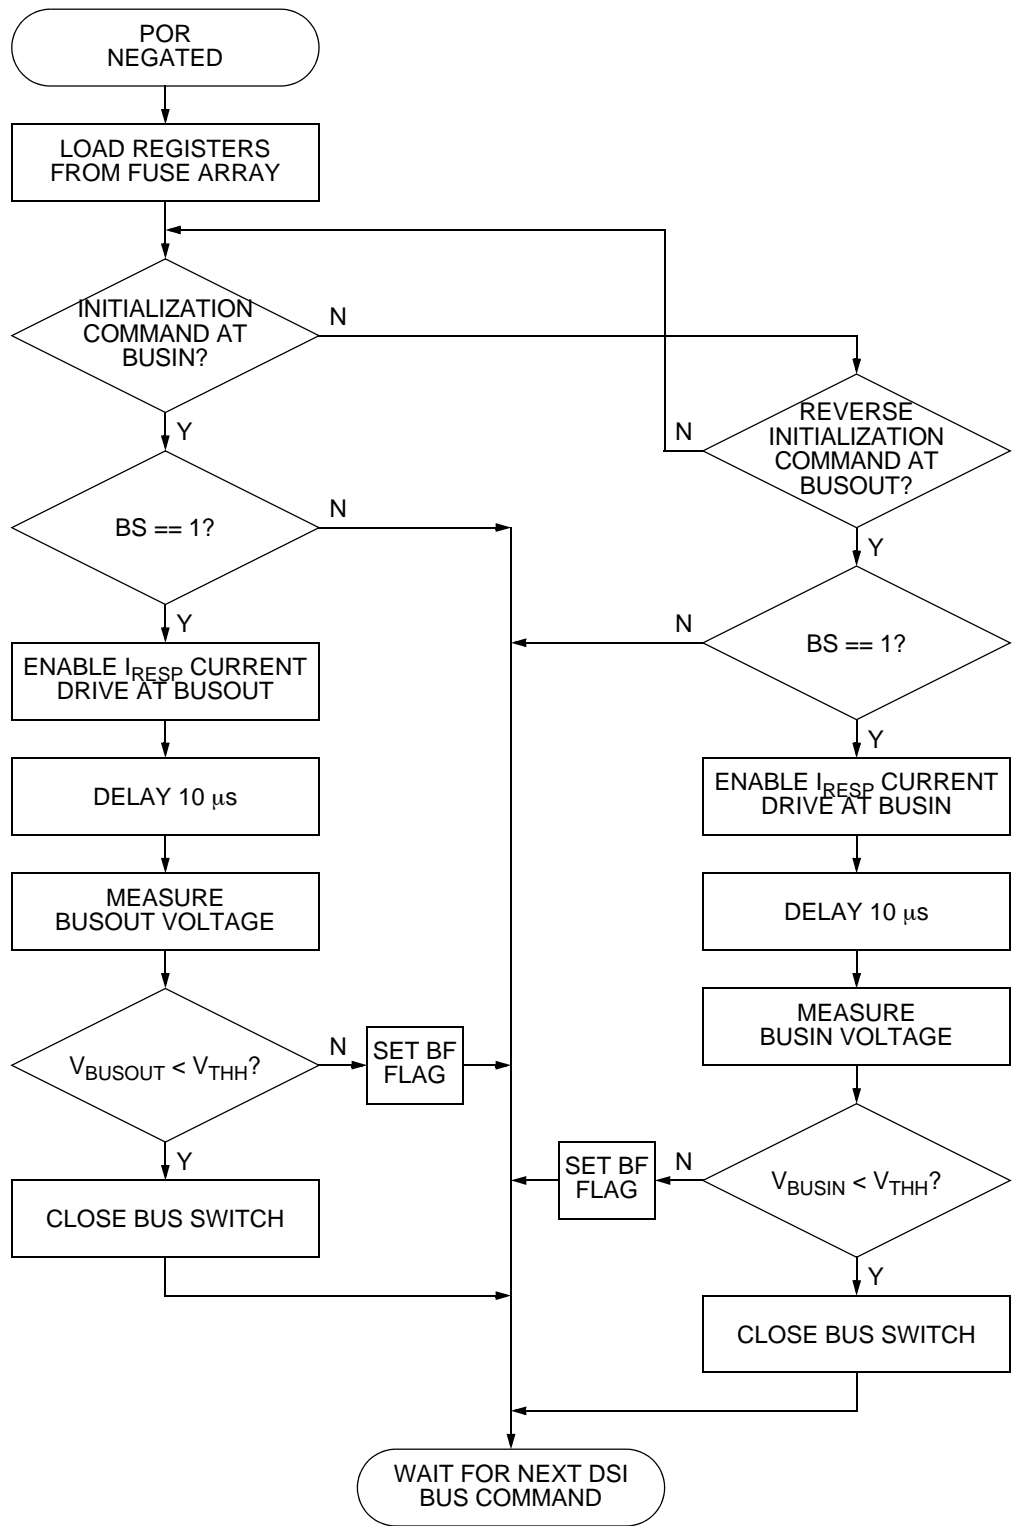 POR
NEGATED
LOAD REGISTERS
FROM FUSE ARRAY
INITIALIZATION
COMMAND AT
BUSIN?
N
Y
REVERSE
INITIALIZATION
COMMAND AT
BUSOUT?
N
Y
BS == 1?
N
Y
BS == 1?
N
Y
ENABLE IRESP CURRENT
DRIVE AT BUSOUT
DELAY 10 μs
MEASURE
BUSOUT VOLTAGE
VBUSOUT < VTHH?
N
SET BF
FLAG
Y
CLOSE BUS SWITCH
ENABLE IRESP CURRENT
DRIVE AT BUSIN
DELAY 10 μs
MEASURE
BUSIN VOLTAGE
VBUSIN < VTHH?
N
SET BF
FLAG
Y
CLOSE BUS SWITCH
WAIT FOR NEXT DSI
BUS COMMAND